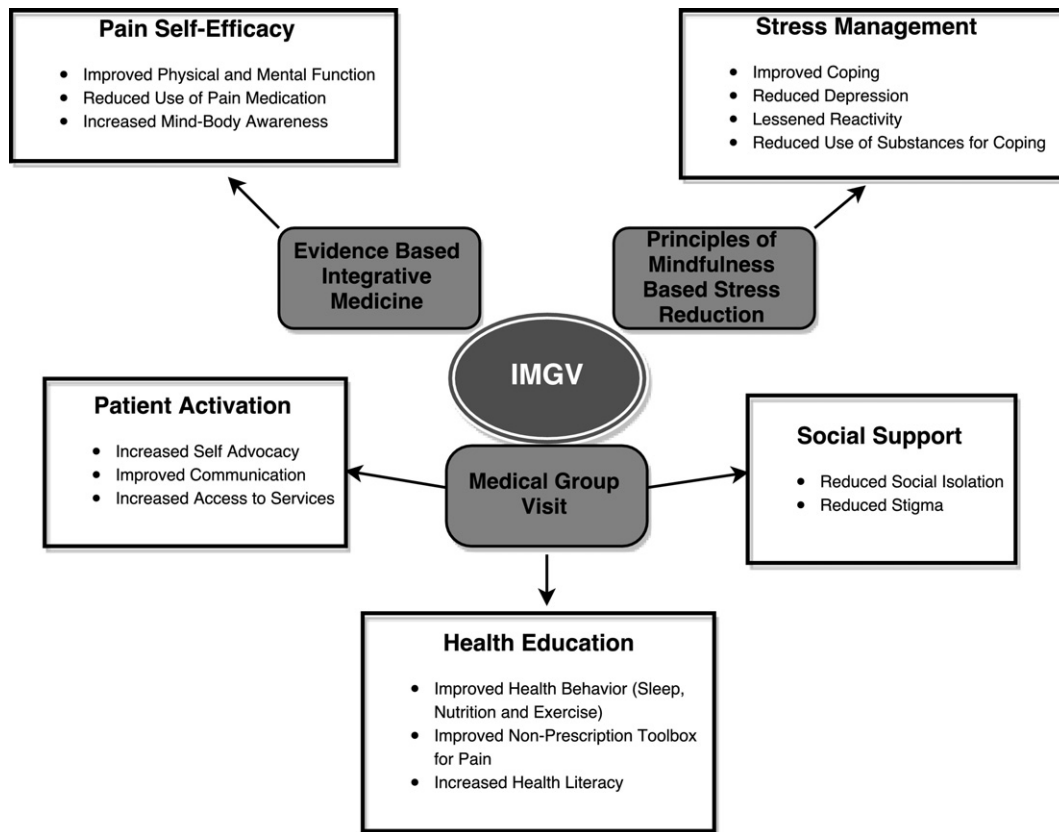 Pain Self-Efficacy
• Improved Physical and Mental Function
• Reduced Use of Pain Medication
• Increased Mind-Body Awareness
Stress Management
• Improved Coping
• Reduced Depression
• Lessened Reactivity
• Reduced Use of Substances for Coping
Evidence Based
Integrative
Medicine
Principles of
Mindfulness
Based Stress
Reduction
IMGV
Patient Activation
• Increased Self Advocacy
• Improved Communication
• Increased Access to Services
Medical Group
Visit
Social Support
• Reduced Social Isolation
• Reduced Stigma
Health Education
• Improved Health Behavior (Sleep,
Nutrition and Exercise)
• Improved Non-Prescription Toolbox
for Pain
• Increased Health Literacy